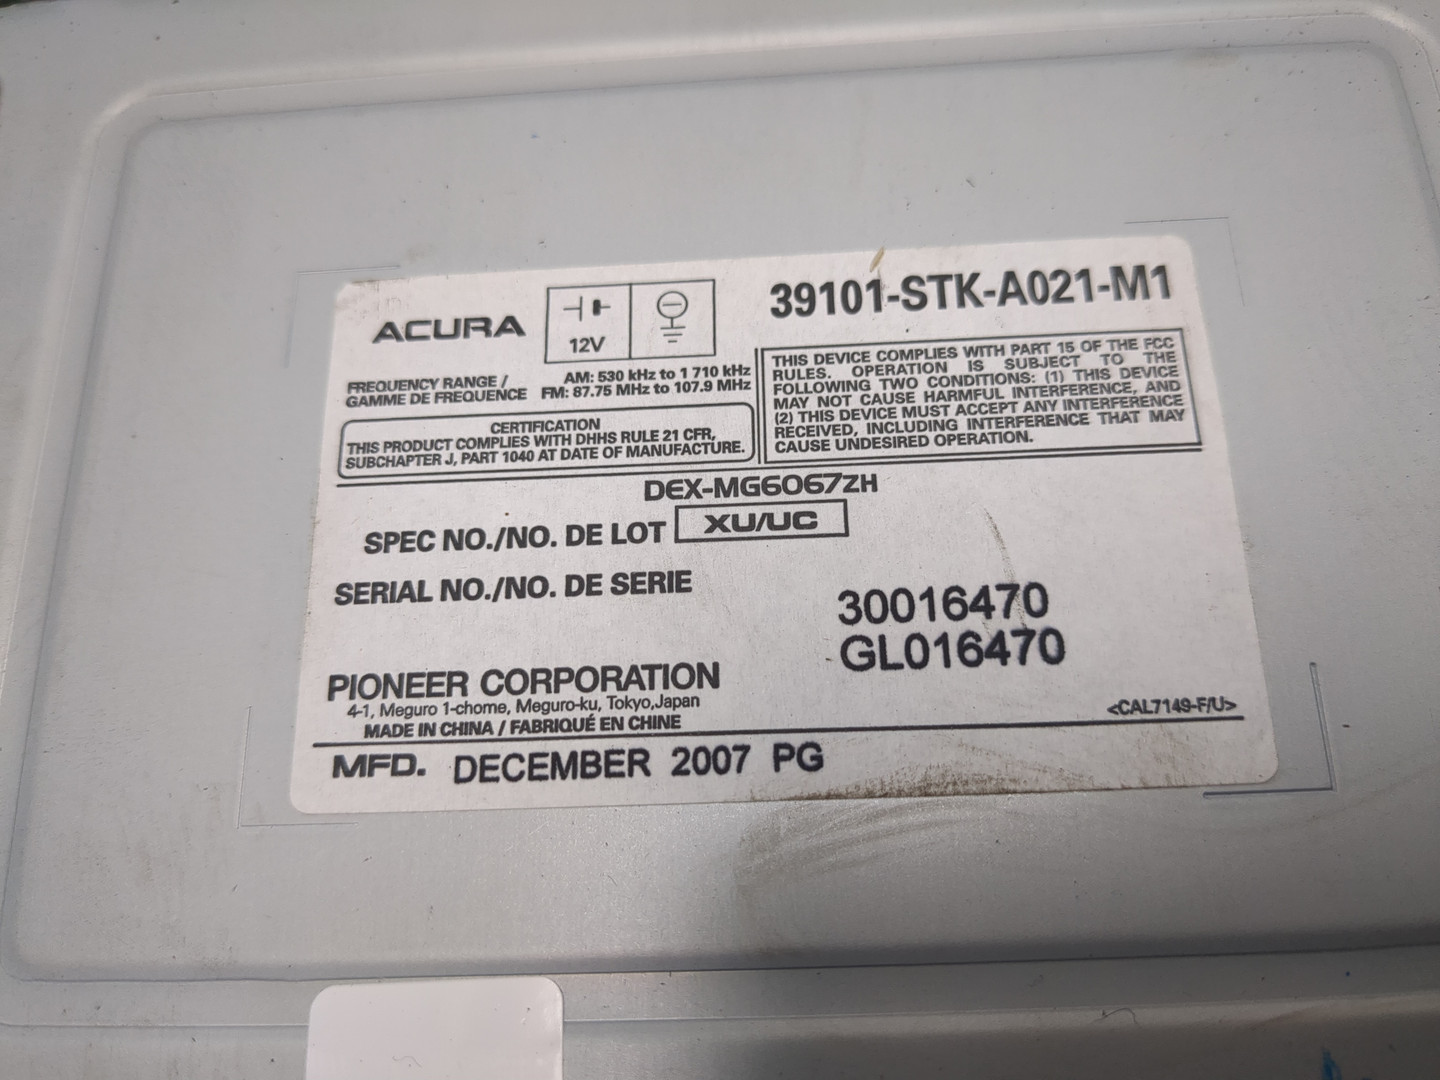 ACURA
12V
39101-STK-A021-M1
FREQUENCY RANGE /
GAMME DE FREQUENCE
AM: 530 kHz to 1 710 kHz
FM: 87.75 MHz to 107.9 MHz
CERTIFICATION
THIS PRODUCT COMPLIES WITH DHHS RULE 21 CFR,
SUBCHAPTER J, PART 1040 AT DATE OF MANUFACTURE.
THIS DEVICE COMPLIES WITH PART 15 OF THE FCC
RULES. OPERATION IS SUBJECT TO THE
FOLLOWING TWO CONDITIONS: (1) THIS DEVICE
MAY NOT CAUSE HARMFUL INTERFERENCE, AND
(2) THIS DEVICE MUST ACCEPT ANY INTERFERENCE
RECEIVED, INCLUDING INTERFERENCE THAT MAY
CAUSE UNDESIRED OPERATION.
DEX-MG6067ZH
SPEC NO./NO. DE LOT XU/UC
SERIAL NO./NO. DE SERIE
30016470
GL016470
PIONEER CORPORATION
4-1, Meguro 1-chome, Meguro-ku, Tokyo,Japan
MADE IN CHINA / FABRIQUÉ EN CHINE
<CAL7149-F/U>
MFD. DECEMBER 2007 PG